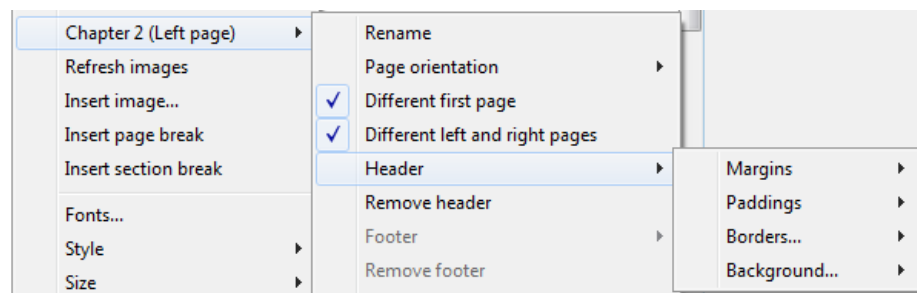 Chapter 2 (Left page)
Refresh images
Insert image...
Insert page break
Insert section break
Fonts...
Style
Size
Rename
Page orientation
Different first page
Different left and right pages
Header
Remove header
Footer
Remove footer
Margins
Paddings
Borders...
Background...